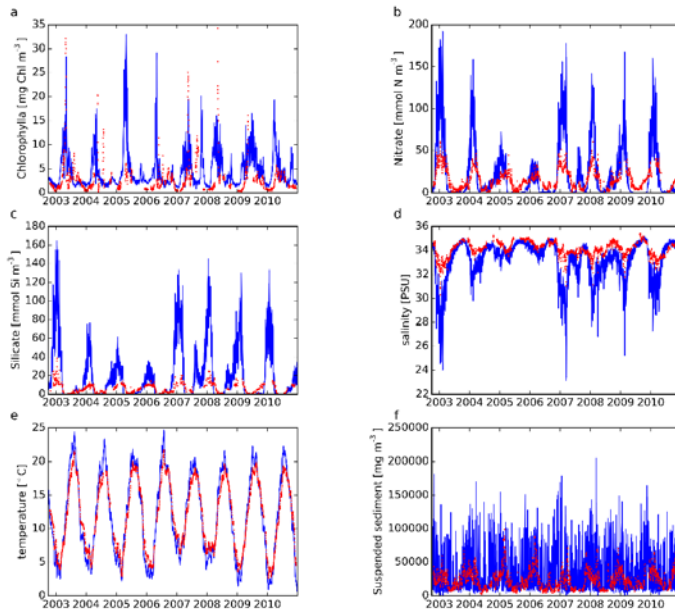 a
35
30
25
20
15
10
5
0
Chlorophylla [mg Chl m⁻³]
2003 2004 2005 2006 2007 2008 2009 2010
b
200
150
100
50
0
Nitrate [mmol N m⁻³]
2003 2004 2005 2006 2007 2008 2009 2010
c
180
160
140
120
100
80
60
40
20
0
Silicate [mmol Si m⁻³]
2003 2004 2005 2006 2007 2008 2009 2010
d
36
34
32
30
28
26
24
22
salinity [PSU]
2003 2004 2005 2006 2007 2008 2009 2010
e
25
20
15
10
5
0
temperature [°C]
2003 2004 2005 2006 2007 2008 2009 2010
f
250000
200000
150000
100000
50000
0
Suspended sediment [mg m⁻³]
2003 2004 2005 2006 2007 2008 2009 2010